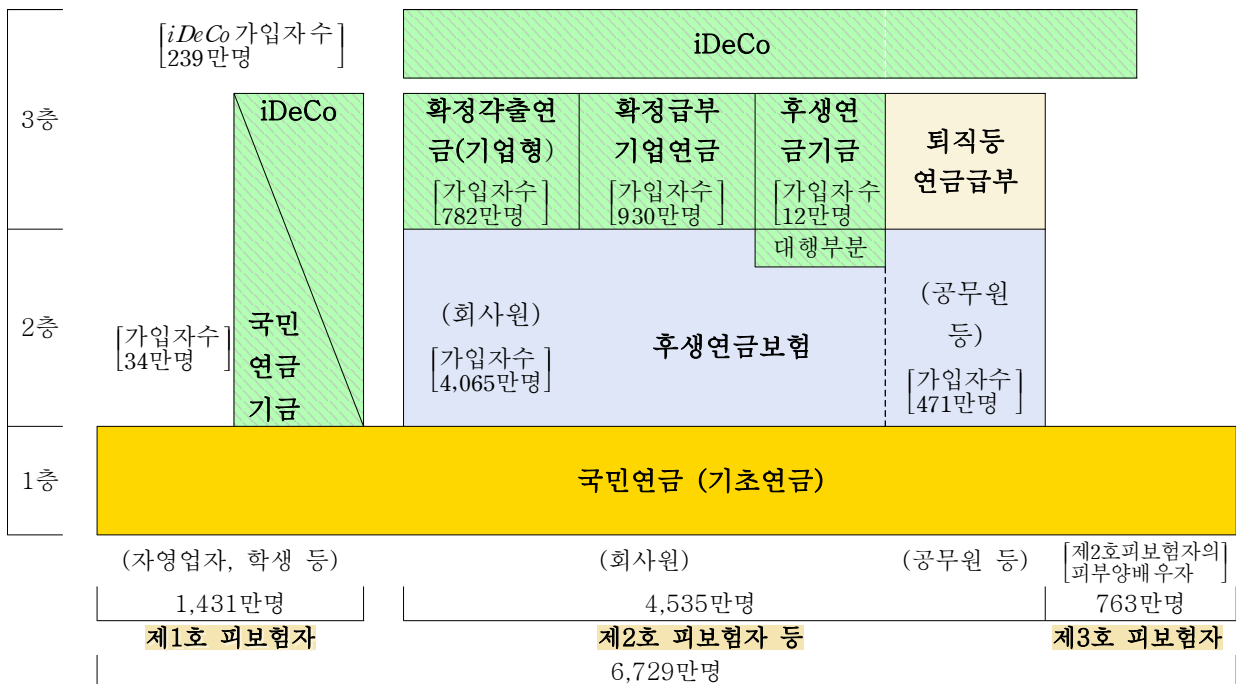 [iDeCo가입자수]
[239만명]
iDeCo
3층
iDeCo
확정갹출연
금(기업형)
[가입자수]
[782만명]
확정급부
기업연금
[가입자수]
[930만명]
후생연
금기금
[가입자수]
[12만명]
퇴직등
연금급부
대행부분
2층
[가입자수]
[34만명]
국민
연금
기금
(회사원)
[가입자수]
[4,065만명]
후생연금보험
(공무원
등)
[가입자수]
[471만명]
1층
국민연금 (기초연금)
(자영업자, 학생 등)
(회사원)
(공무원 등)
[제2호피보험자의]
[피부양배우자]
1,431만명
4,535만명
763만명
제1호 피보험자
제2호 피보험자 등
제3호 피보험자
6,729만명